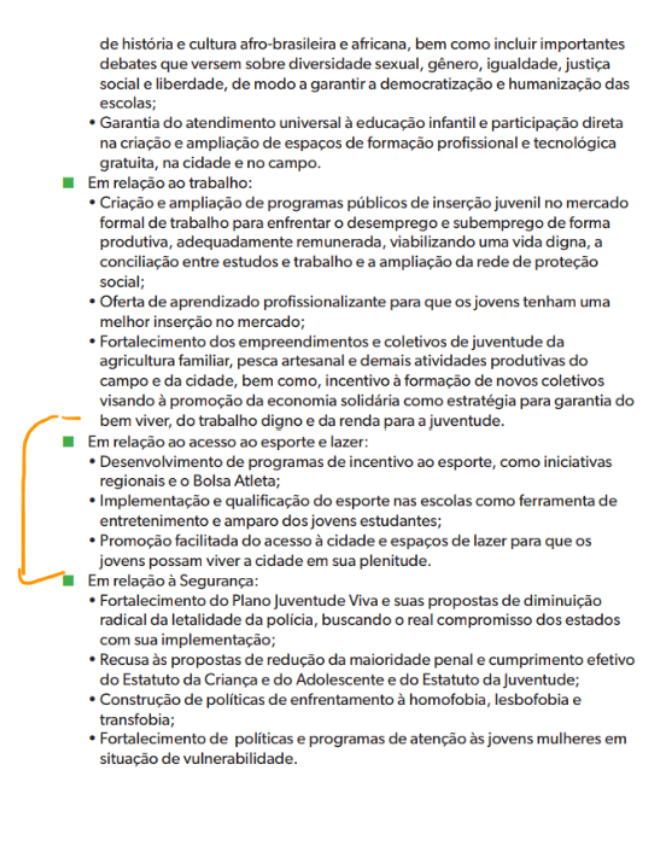 de história e cultura afro-brasileira e africana, bem como incluir importantes
debates que versem sobre diversidade sexual, gênero, igualdade, justiça
social e liberdade, de modo a garantir a democratização e humanização das
escolas;
• Garantia do atendimento universal à educação infantil e participação direta
na criação e ampliação de espaços de formação profissional e tecnológica
gratuita, na cidade e no campo.
■ Em relação ao trabalho:
• Criação e ampliação de programas públicos de inserção juvenil no mercado
formal de trabalho para enfrentar o desemprego e subemprego de forma
produtiva, adequadamente remunerada, viabilizando uma vida digna, a
conciliação entre estudos e trabalho e a ampliação da rede de proteção
social;
• Oferta de aprendizado profissionalizante para que os jovens tenham uma
melhor inserção no mercado;
• Fortalecimento dos empreendimentos e coletivos de juventude da
agricultura familiar, pesca artesanal e demais atividades produtivas do
campo e da cidade, bem como, incentivo à formação de novos coletivos
visando à promoção da economia solidária como estratégia para garantia do
bem viver, do trabalho digno e da renda para a juventude.
■ Em relação ao acesso ao esporte e lazer:
• Desenvolvimento de programas de incentivo ao esporte, como iniciativas
regionais e o Bolsa Atleta;
• Implementação e qualificação do esporte nas escolas como ferramenta de
entretenimento e amparo dos jovens estudantes;
• Promoção facilitada do acesso à cidade e espaços de lazer para que os
jovens possam viver a cidade em sua plenitude.
■ Em relação à Segurança:
• Fortalecimento do Plano Juventude Viva e suas propostas de diminuição
radical da letalidade da polícia, buscando o real compromisso dos estados
com sua implementação;
• Recusa às propostas de redução da maioridade penal e cumprimento efetivo
do Estatuto da Criança e do Adolescente e do Estatuto da Juventude;
• Construção de políticas de enfrentamento à homofobia, lesbofobia e
transfobia;
• Fortalecimento de políticas e programas de atenção às jovens mulheres em
situação de vulnerabilidade.